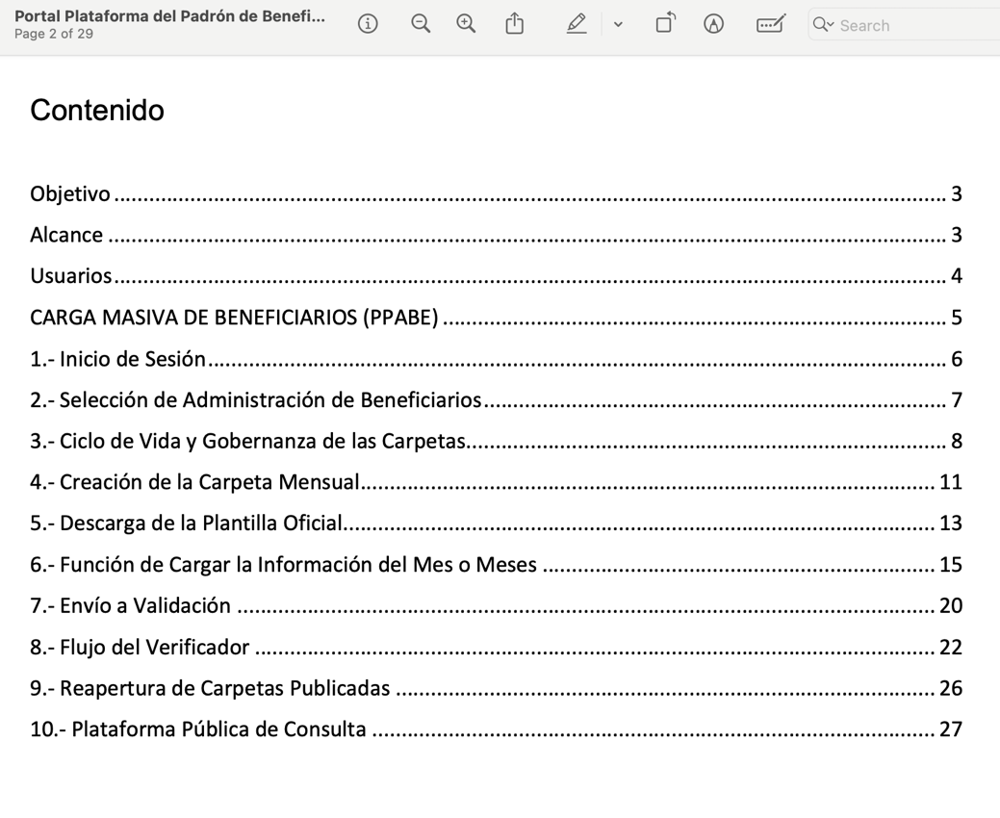 Portal Plataforma del Padrón de Benefi...
Page 2 of 29
Search
Contenido
Objetivo ........................................................................................................ 3
Alcance ........................................................................................................ 3
Usuarios ........................................................................................................ 4
CARGA MASIVA DE BENEFICIARIOS (PPABE) ........................................................ 5
1.- Inicio de Sesión ........................................................................................ 6
2.- Selección de Administración de Beneficiarios ................................................ 7
3.- Ciclo de Vida y Gobernanza de las Carpetas ................................................ 8
4.- Creación de la Carpeta Mensual ................................................................ 11
5.- Descarga de la Plantilla Oficial ................................................................ 13
6.- Función de Cargar la Información del Mes o Meses ........................................ 15
7.- Envío a Validación ................................................................................ 20
8.- Flujo del Verificador ................................................................................ 22
9.- Reapertura de Carpetas Publicadas ........................................................ 26
10.- Plataforma Pública de Consulta ................................................................ 27